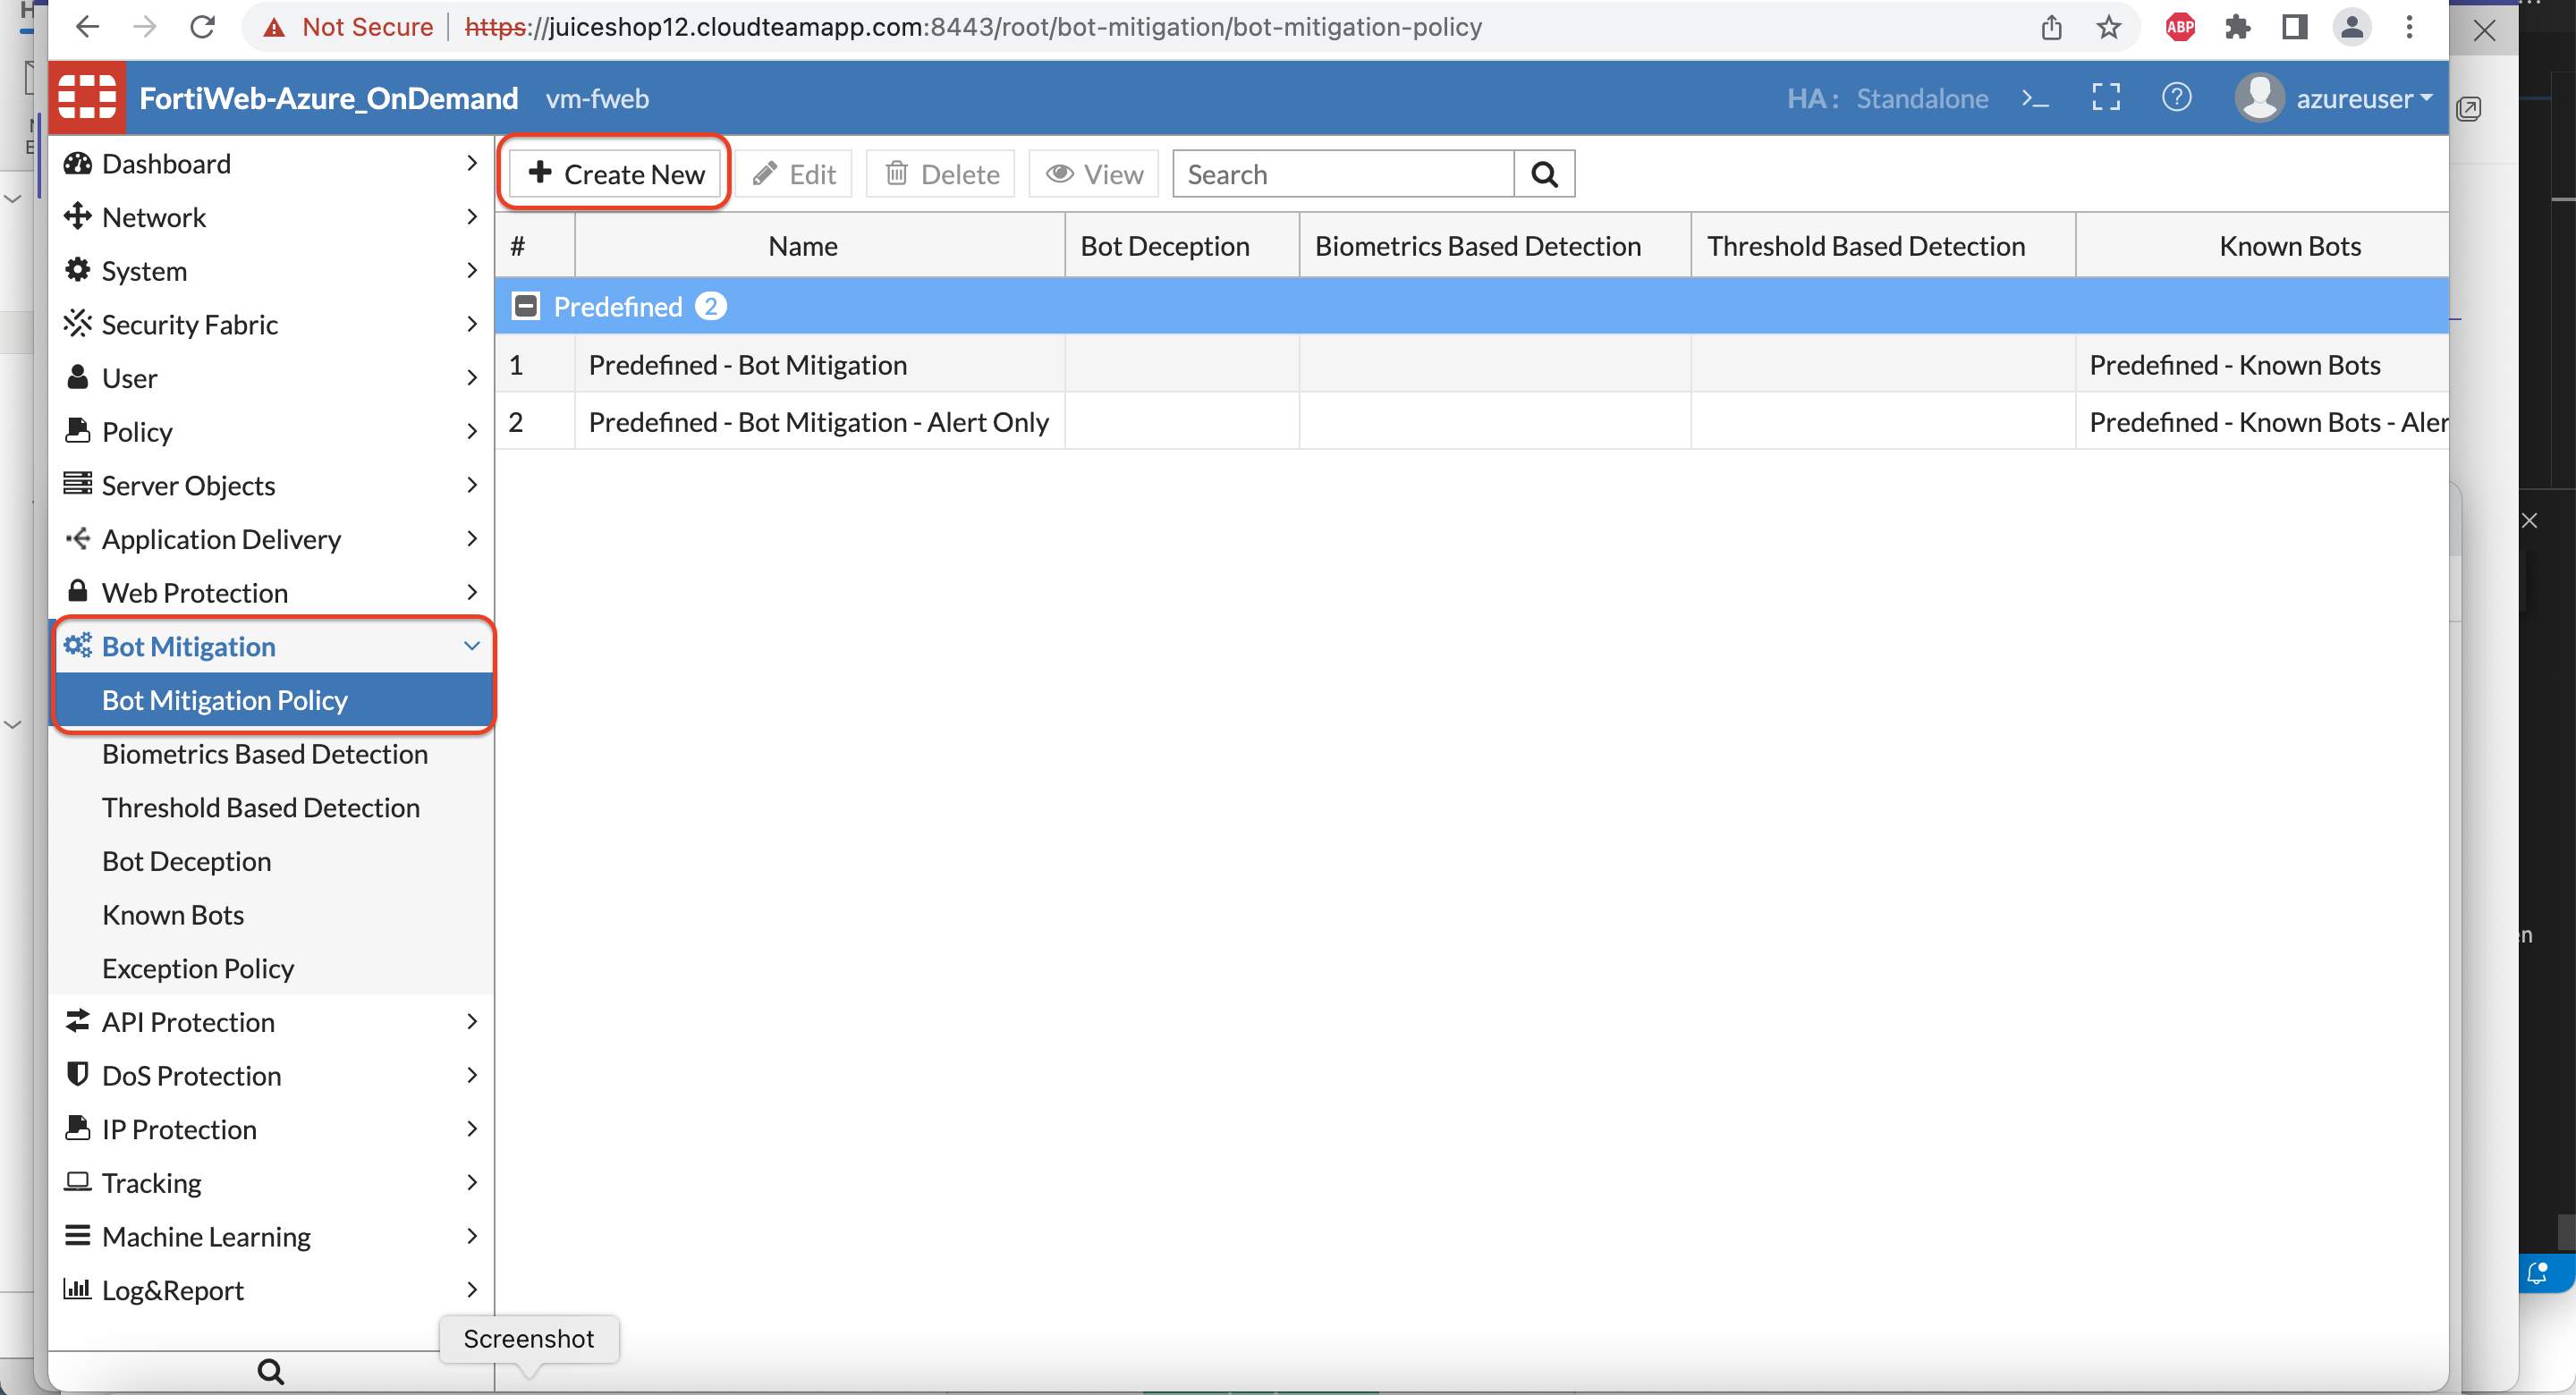 Not Secure | https://juiceshop12.cloudteamapp.com:8443/root/bot-mitigation/bot-mitigation-policy
ABP
FortiWeb-Azure_OnDemand vm-fweb
HA: Standalone >_ azureuser
Dashboard
Network
System
Security Fabric
User
Policy
Server Objects
Application Delivery
Web Protection
Bot Mitigation
Bot Mitigation Policy
Biometrics Based Detection
Threshold Based Detection
Bot Deception
Known Bots
Exception Policy
API Protection
DoS Protection
IP Protection
Tracking
Machine Learning
Log&Report
Screenshot
+ Create New Edit Delete View Search
# Name Bot Deception Biometrics Based Detection Threshold Based Detection Known Bots
Predefined 2
1 Predefined - Bot Mitigation Predefined - Known Bots
2 Predefined - Bot Mitigation - Alert Only Predefined - Known Bots - Aler